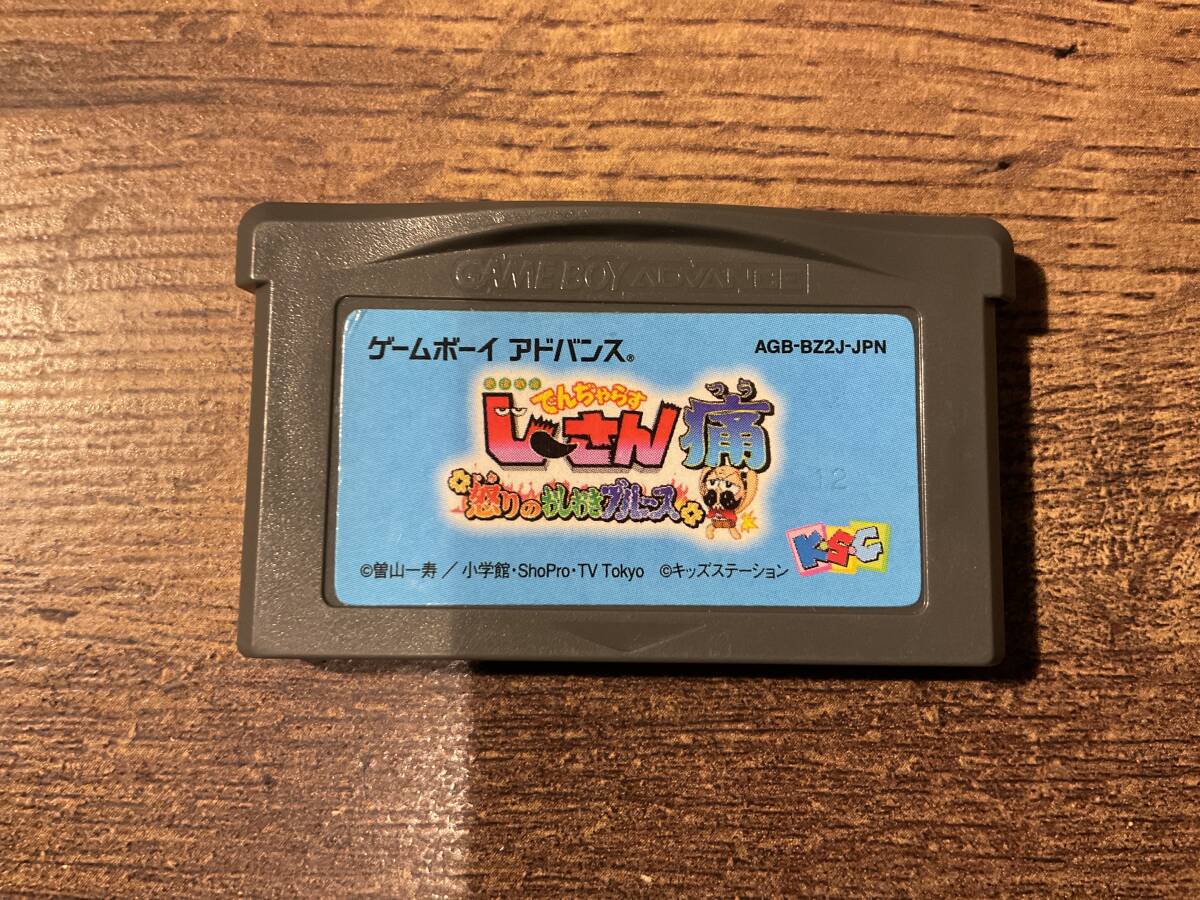 GAME BOY ADVANCE
ゲームボーイ アドバンス®
AGB-BZ2J-JPN
でんぢゃらす
じーさん 痛
つう
怒りのおしおきブルース
12
K・S・G
©曽山一寿／小学館・ShoPro・TV Tokyo ©キッズステーション